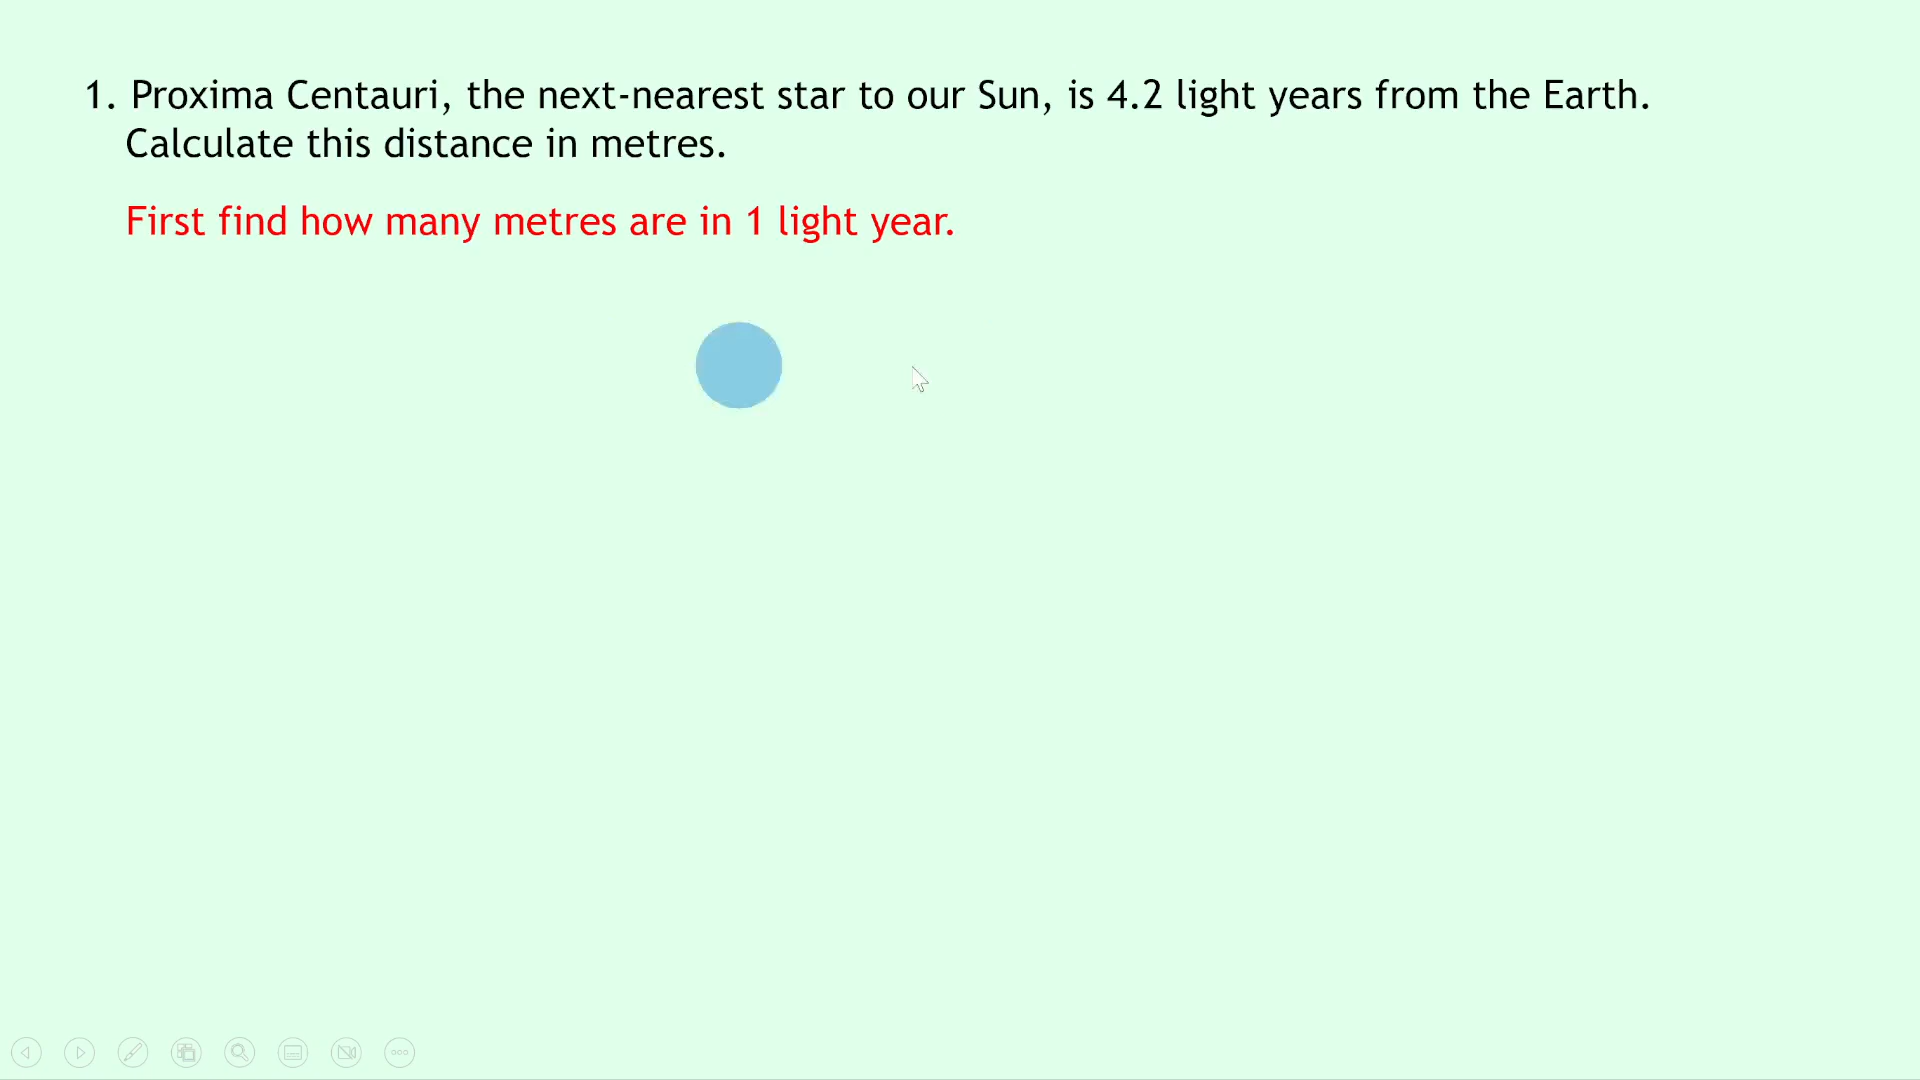 1. Proxima Centauri, the next-nearest star to our Sun, is 4.2 light years from the Earth.
Calculate this distance in metres.
First find how many metres are in 1 light year.